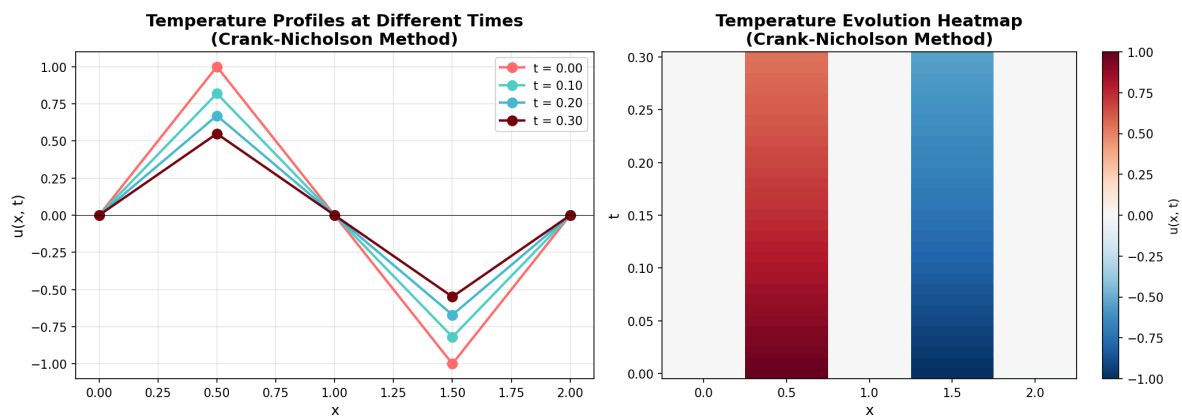 Temperature Profiles at Different Times
(Crank-Nicholson Method)
1.00
0.75
0.50
0.25
0.00
−0.25
−0.50
−0.75
−1.00
u(x, t)
t = 0.00
t = 0.10
t = 0.20
t = 0.30
0.00 0.25 0.50 0.75 1.00 1.25 1.50 1.75 2.00
x
Temperature Evolution Heatmap
(Crank-Nicholson Method)
0.30
0.25
0.20
0.15
0.10
0.05
0.00
t
0.0 0.5 1.0 1.5 2.0
x
1.00
0.75
0.50
0.25
0.00
−0.25
−0.50
−0.75
−1.00
u(x, t)